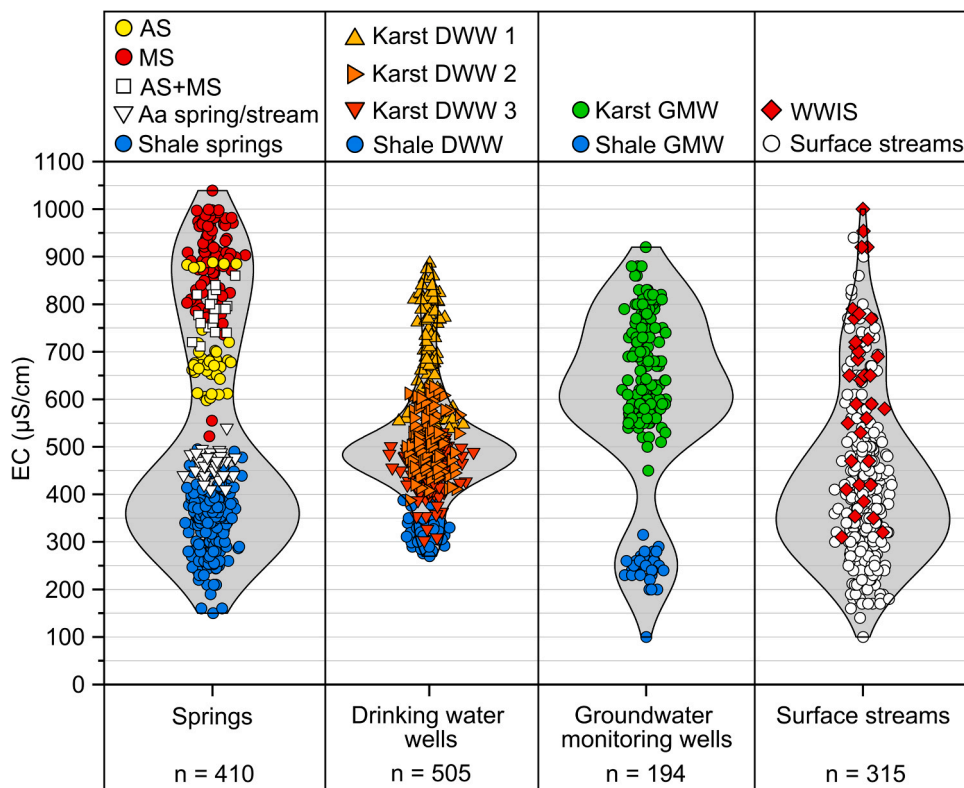 AS
MS
AS+MS
Aa spring/stream
Shale springs
Karst DWW 1
Karst DWW 2
Karst DWW 3
Shale DWW
Karst GMW
Shale GMW
WWIS
Surface streams
EC (µS/cm)
1100
1000
900
800
700
600
500
400
300
200
100
0
Springs
n = 410
Drinking water
wells
n = 505
Groundwater
monitoring wells
n = 194
Surface streams
n = 315